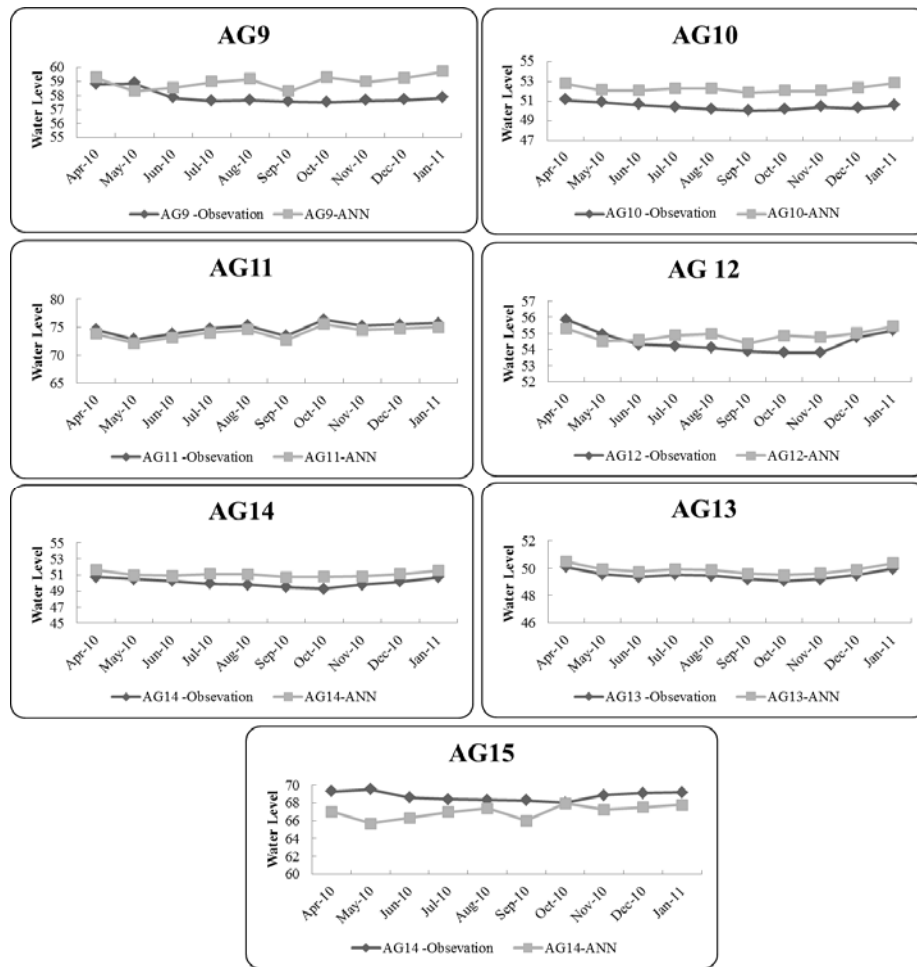 AG9
Water Level
60
59
58
57
56
55
Apr-10
May-10
Jun-10
Jul-10
Aug-10
Sep-10
Oct-10
Nov-10
Dec-10
Jan-11
AG9 -Obsevation
AG9-ANN
AG10
Water Level
53
51
49
47
Apr-10
May-10
Jun-10
Jul-10
Aug-10
Sep-10
Oct-10
Nov-10
Dec-10
Jan-11
AG10 -Obsevation
AG10-ANN
AG11
Water Level
80
75
70
65
Apr-10
May-10
Jun-10
Jul-10
Aug-10
Sep-10
Oct-10
Nov-10
Dec-10
Jan-11
AG11 -Obsevation
AG11-ANN
AG 12
Water Level
57
56
55
54
53
52
Apr-10
May-10
Jun-10
Jul-10
Aug-10
Sep-10
Oct-10
Nov-10
Dec-10
Jan-11
AG12 -Obsevation
AG12-ANN
AG14
Water Level
55
53
51
49
47
45
Apr-10
May-10
Jun-10
Jul-10
Aug-10
Sep-10
Oct-10
Nov-10
Dec-10
Jan-11
AG14 -Obsevation
AG14-ANN
AG13
Water Level
52
50
48
46
Apr-10
May-10
Jun-10
Jul-10
Aug-10
Sep-10
Oct-10
Nov-10
Dec-10
Jan-11
AG13 -Obsevation
AG13-ANN
AG15
Water Level
70
68
66
64
62
60
Apr-10
May-10
Jun-10
Jul-10
Aug-10
Sep-10
Oct-10
Nov-10
Dec-10
Jan-11
AG14 -Obsevation
AG14-ANN